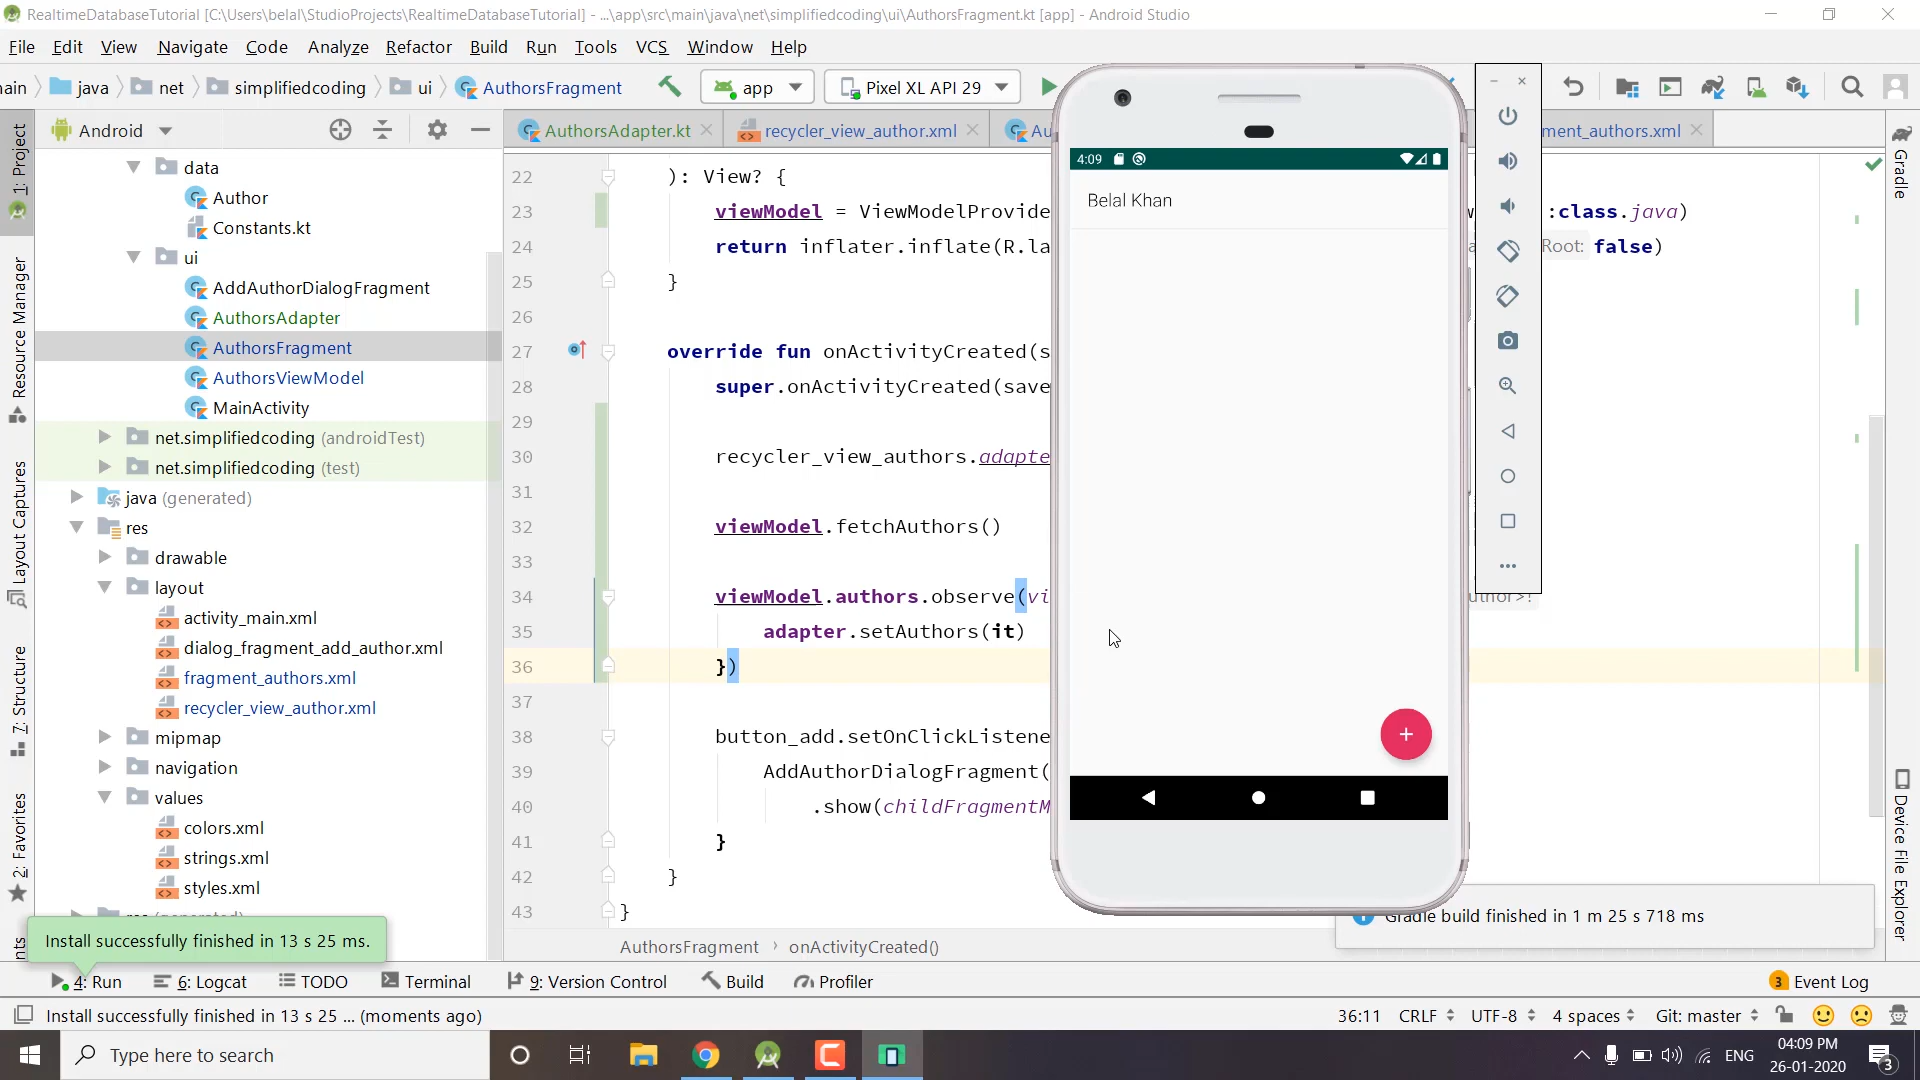 RealtimeDatabaseTutorial [C:\Users\belal\StudioProjects\RealtimeDatabaseTutorial] - ...\app\src\main\java\net\simplifiedcoding\ui\AuthorsFragment.kt [app] - Android Studio
File Edit View Navigate Code Analyze Refactor Build Run Tools VCS Window Help
ain java net simplifiedcoding ui AuthorsFragment app Pixel XL API 29
Android
AuthorsAdapter.kt recycler_view_author.xml Au ment_authors.xml
1: Project
Resource Manager
Layout Captures
7: Structure
2: Favorites
nts
data
Author
Constants.kt
ui
AddAuthorDialogFragment
AuthorsAdapter
AuthorsFragment
AuthorsViewModel
MainActivity
net.simplifiedcoding (androidTest)
net.simplifiedcoding (test)
java (generated)
res
drawable
layout
activity_main.xml
dialog_fragment_add_author.xml
fragment_authors.xml
recycler_view_author.xml
mipmap
navigation
values
colors.xml
strings.xml
styles.xml
Install successfully finished in 13 s 25 ms.
22 ): View? {
23 viewModel = ViewModelProvide :class.java)
24 return inflater.inflate(R.la Root: false)
25 }
26
27 override fun onActivityCreated(s
28 super.onActivityCreated(save
29
30 recycler_view_authors.adapte
31
32 viewModel.fetchAuthors()
33
34 viewModel.authors.observe(vi uthor>!
35 adapter.setAuthors(it)
36 })
37
38 button_add.setOnClickListene
39 AddAuthorDialogFragment(
40 .show(childFragmentM
41 }
42 }
43 }
AuthorsFragment › onActivityCreated()
4:09
Belal Khan
+
Gradle
Device File Explorer
Gradle build finished in 1 m 25 s 718 ms
4: Run 6: Logcat TODO Terminal 9: Version Control Build Profiler 3 Event Log
Install successfully finished in 13 s 25 ... (moments ago) 36:11 CRLF UTF-8 4 spaces Git: master
Type here to search
ENG
04:09 PM
26-01-2020
3